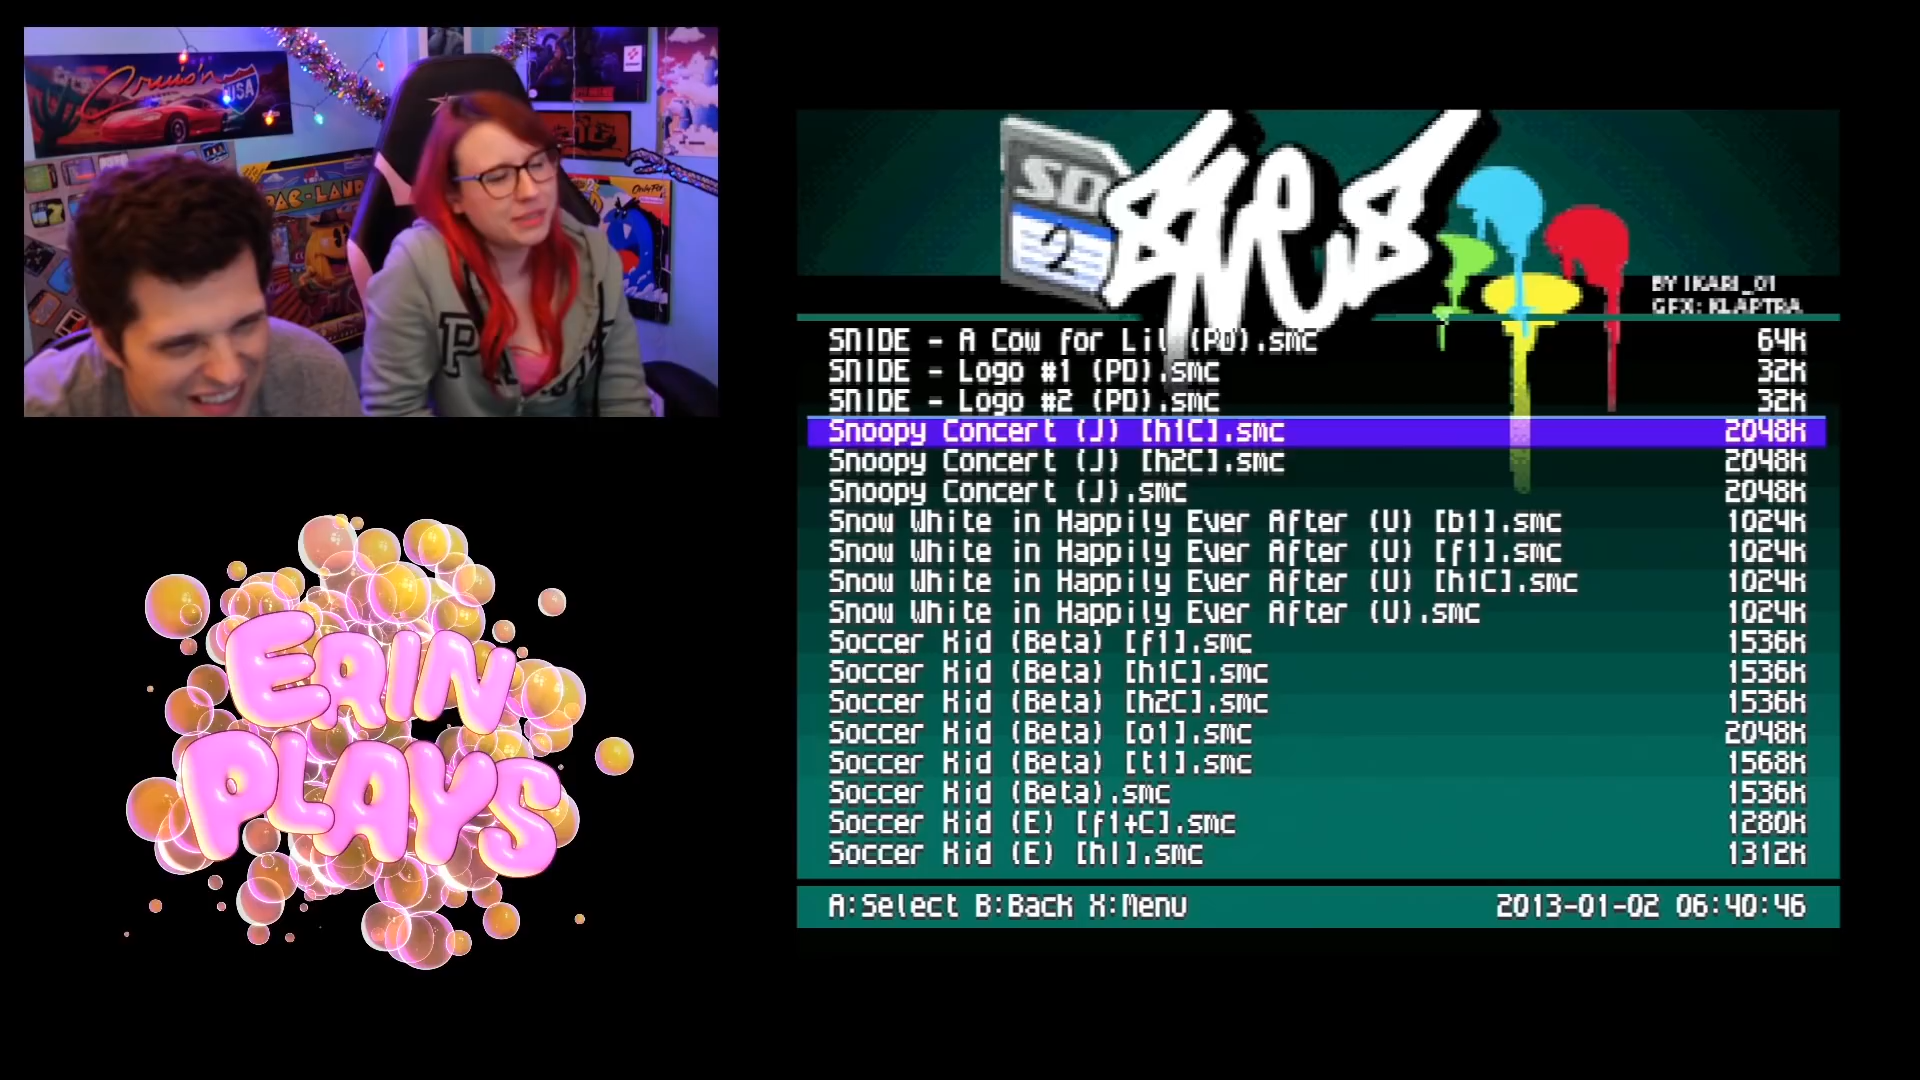 Cruis'n
USA
PAC-LAND
P
SD
2
SNES
BY IKARI_01
GFX: KLAPTRA
SNIDE - A Cow for Lil (PD).smc 64k
SNIDE - Logo #1 (PD).smc 32k
SNIDE - Logo #2 (PD).smc 32k
Snoopy Concert (J) [h1C].smc 2048k
Snoopy Concert (J) [h2C].smc 2048k
Snoopy Concert (J).smc 2048k
Snow White in Happily Ever After (U) [b1].smc 1024k
Snow White in Happily Ever After (U) [f1].smc 1024k
Snow White in Happily Ever After (U) [h1C].smc 1024k
Snow White in Happily Ever After (U).smc 1024k
Soccer Kid (Beta) [f1].smc 1536k
Soccer Kid (Beta) [h1C].smc 1536k
Soccer Kid (Beta) [h2C].smc 1536k
Soccer Kid (Beta) [o1].smc 2048k
Soccer Kid (Beta) [t1].smc 1568k
Soccer Kid (Beta).smc 1536k
Soccer Kid (E) [f1+C].smc 1280k
Soccer Kid (E) [hI].smc 1312k
A:Select B:Back X:Menu 2013-01-02 06:40:46
ERIN
PLAYS